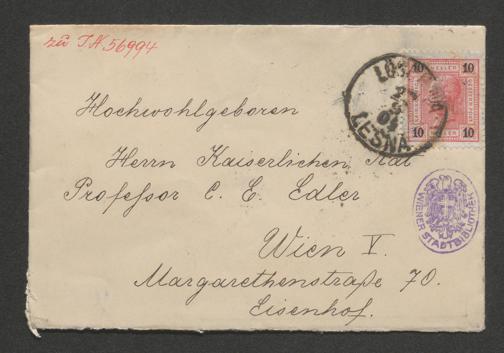 zu I.N. 56994
10 10
10 10
LESNA
Hochwohlgeboren
Herrn Kaiserlichen Rat
Professor C. E. Edler
Wien V.
Margarethenstraße 70.
Eisenhof.
WIENER STADTBIBLIOTHEK